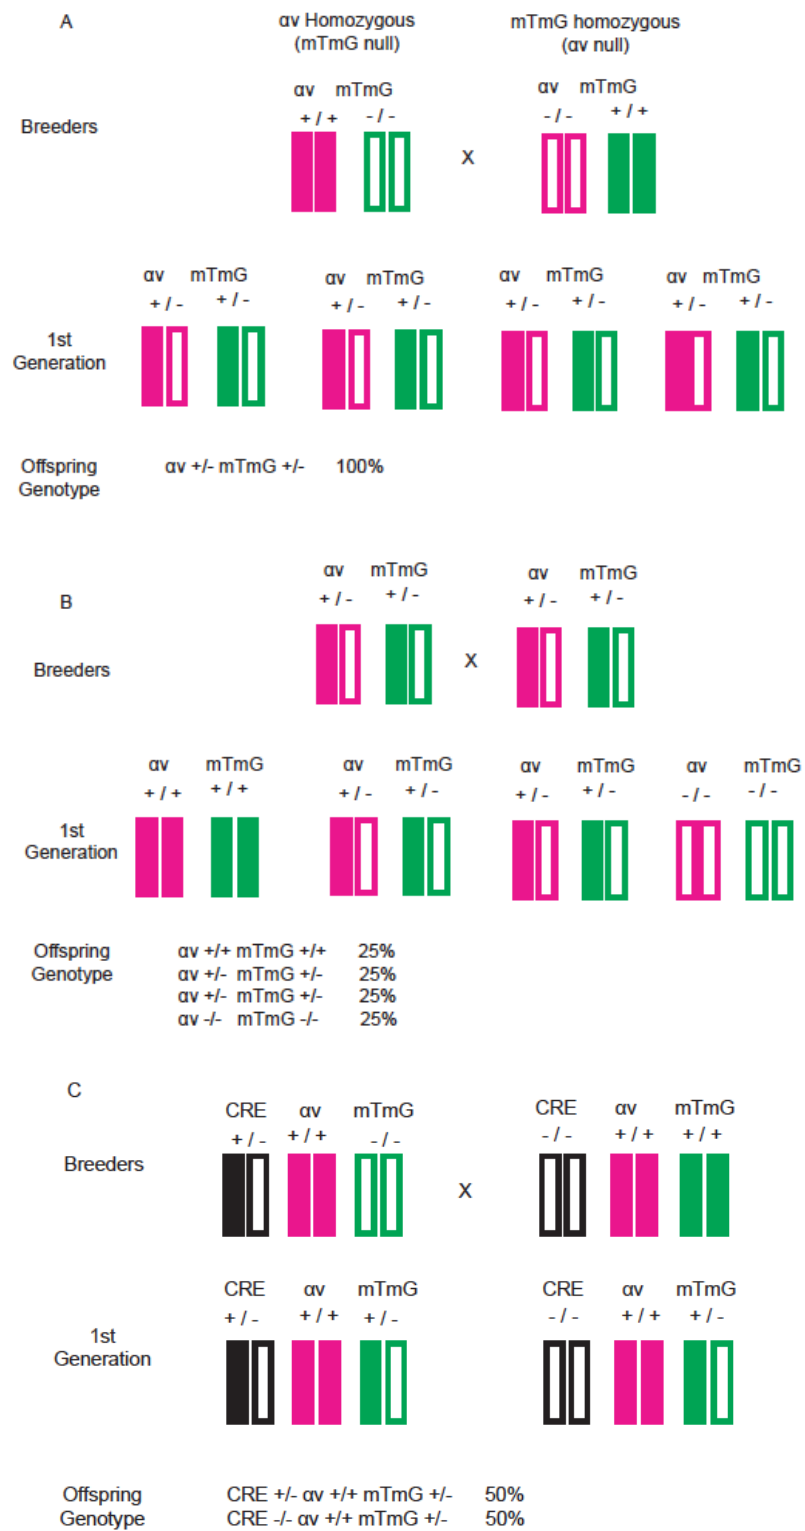 A
αv Homozygous
(mTmG null)
mTmG homozygous
(αv null)
αv mTmG
+ / + - / -
αv mTmG
- / - + / +
Breeders
X
αv mTmG
+ / - + / -
αv mTmG
+ / - + / -
αv mTmG
+ / - + / -
αv mTmG
+ / - + / -
1st
Generation
Offspring
Genotype
αv +/- mTmG +/- 100%
B
αv mTmG
+ / - + / -
αv mTmG
+ / - + / -
Breeders
X
αv mTmG
+ / + + / +
αv mTmG
+ / - + / -
αv mTmG
+ / - + / -
αv mTmG
- / - - / -
1st
Generation
Offspring
Genotype
αv +/+ mTmG +/+ 25%
αv +/- mTmG +/- 25%
αv +/- mTmG +/- 25%
αv -/- mTmG -/- 25%
C
CRE αv mTmG
+ / - + / + - / -
CRE αv mTmG
- / - + / + + / +
Breeders
X
CRE αv mTmG
+ / - + / + + / -
CRE αv mTmG
- / - + / + + / -
1st
Generation
Offspring
Genotype
CRE +/- αv +/+ mTmG +/- 50%
CRE -/- αv +/+ mTmG +/- 50%